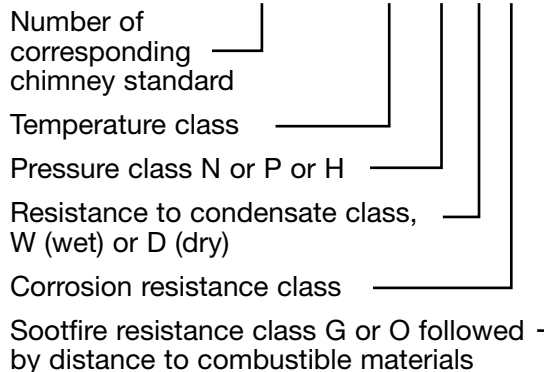 Number of
corresponding
chimney standard
Temperature class
Pressure class N or P or H
Resistance to condensate class,
W (wet) or D (dry)
Corrosion resistance class
Sootfire resistance class G or O followed
by distance to combustible materials